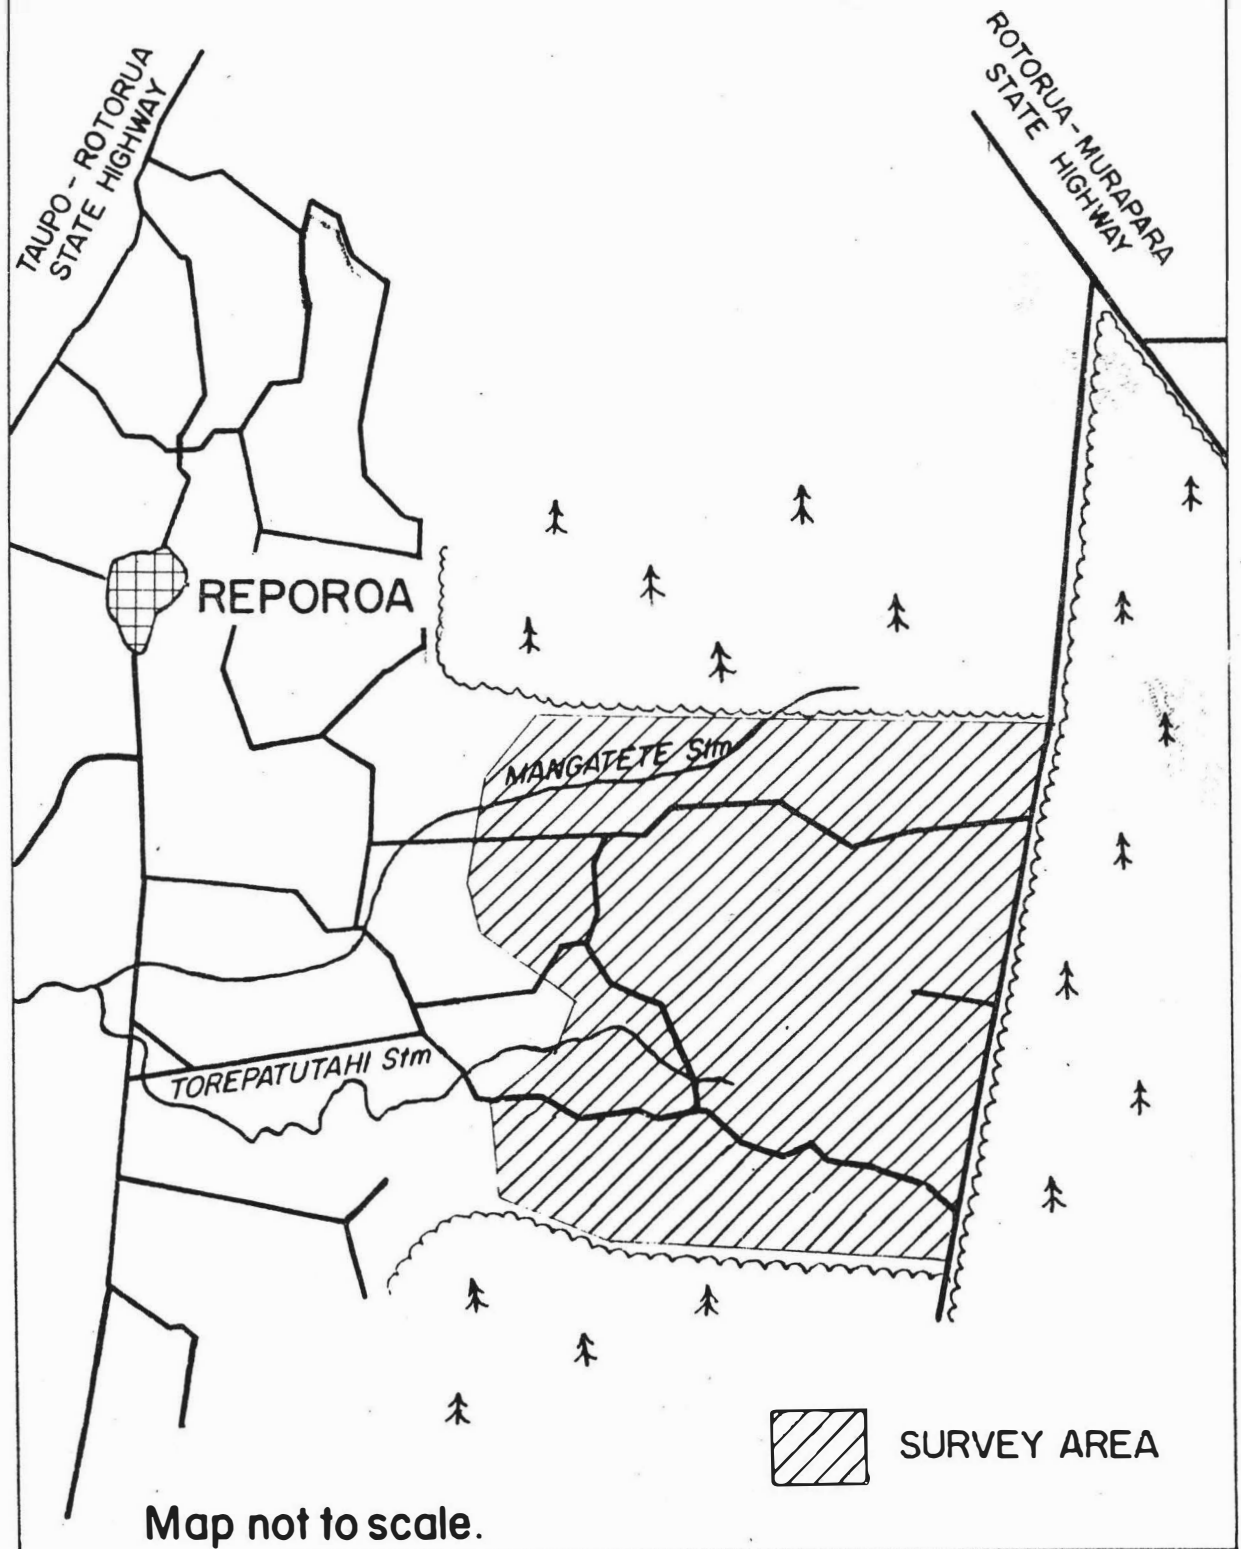 TAUPO - ROTORUA
STATE HIGHWAY
ROTORUA - MURAPARA
STATE HIGHWAY
REPOROA
MANGATETE Stm
TOREPATUTAHI Stm
SURVEY AREA
Map not to scale.